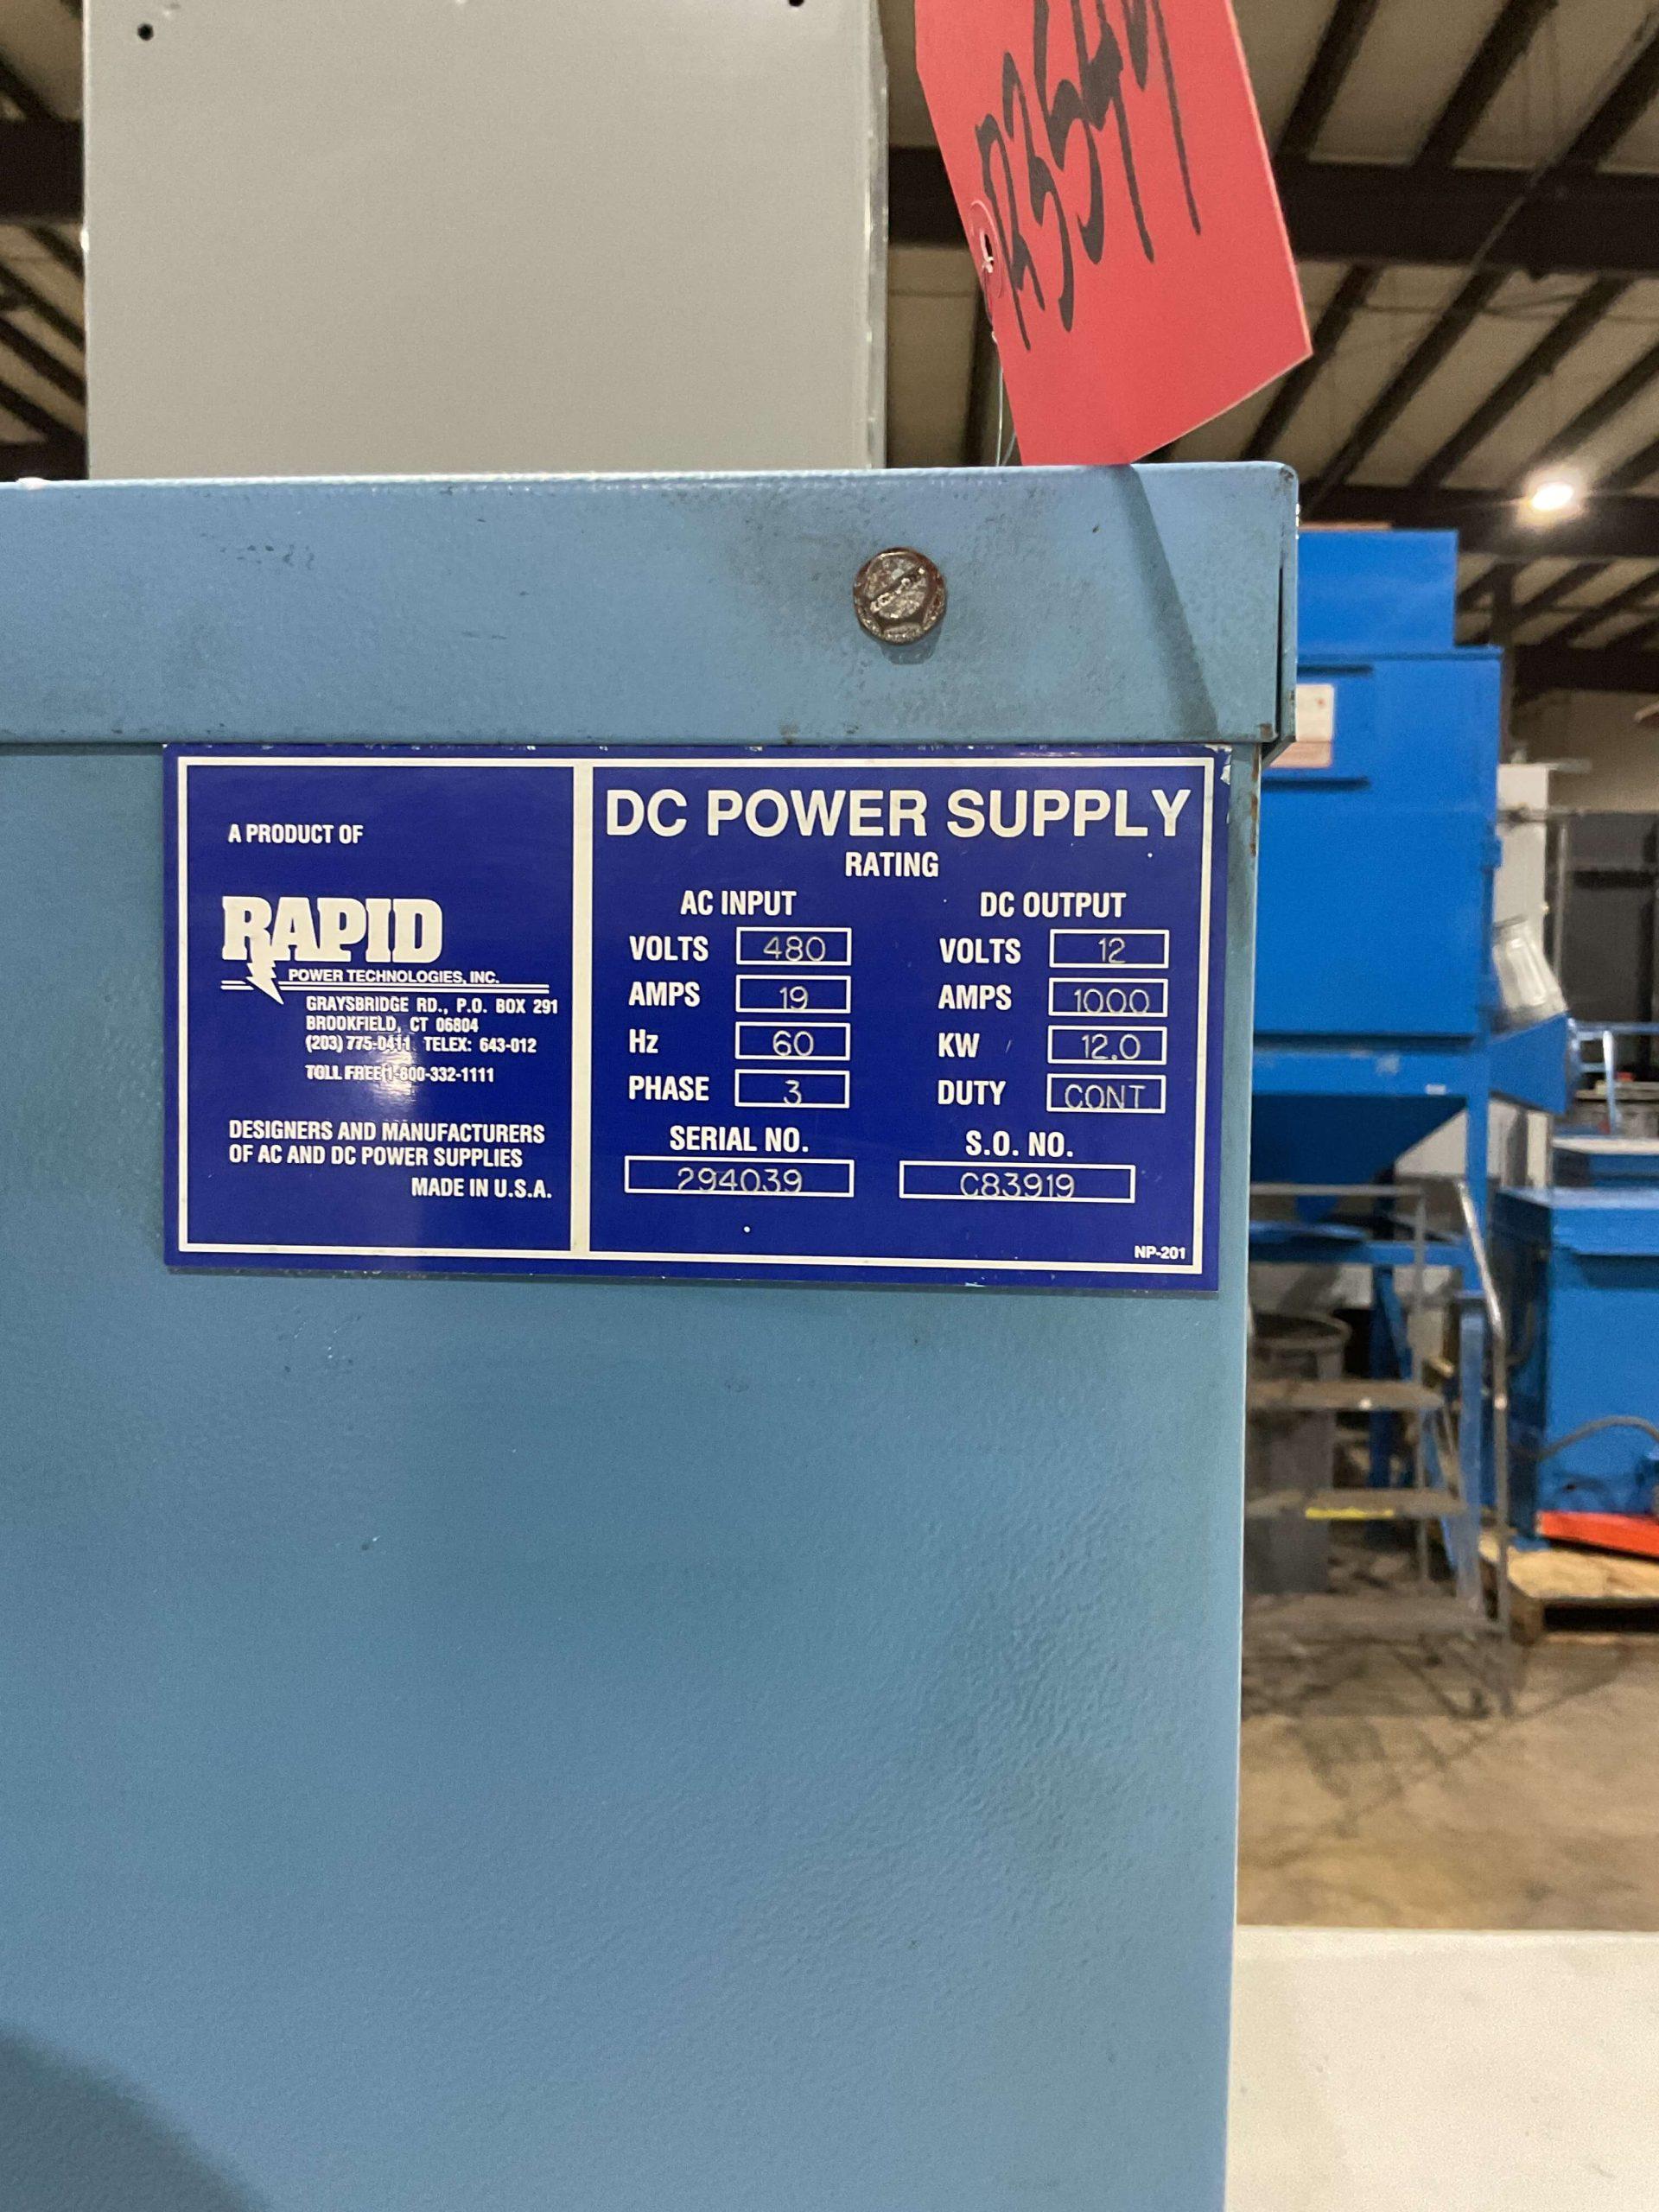 A PRODUCT OF
RAPID
POWER TECHNOLOGIES, INC.
GRAYSBRIDGE RD., P.O. BOX 291
BROOKFIELD, CT 06804
(203) 775-0411 TELEX: 643-012
TOLL FREE 1-800-332-1111
DESIGNERS AND MANUFACTURERS
OF AC AND DC POWER SUPPLIES
MADE IN U.S.A.
DC POWER SUPPLY
RATING
AC INPUT DC OUTPUT
VOLTS 480 VOLTS 12
AMPS 19 AMPS 1000
Hz 60 KW 12.0
PHASE 3 DUTY CONT
SERIAL NO. S.O. NO.
294039 C83919
NP-201